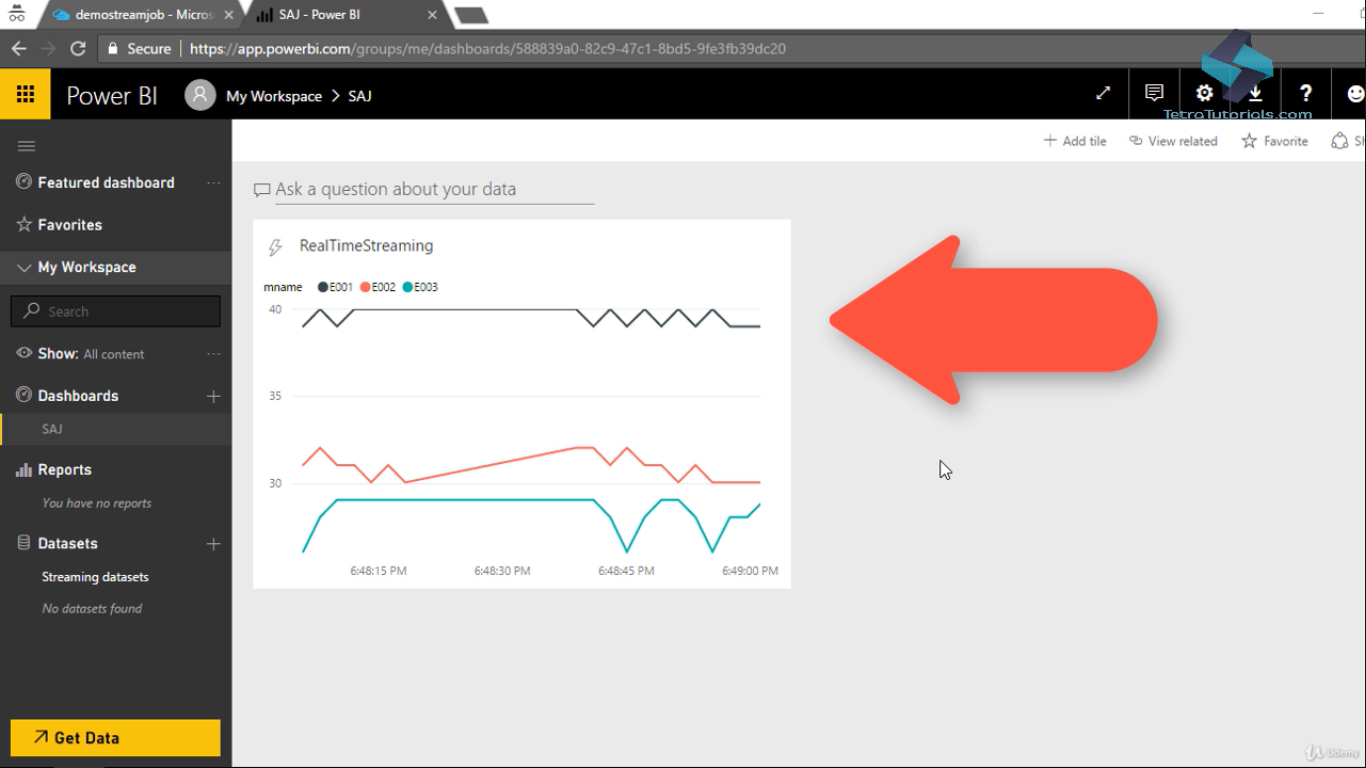 demostreamjob - Micros
SAJ - Power BI
Secure
https://app.powerbi.com/groups/me/dashboards/588839a0-82c9-47c1-8bd5-9fe3fb39dc20
Power BI
My Workspace > SAJ
?
TetraTutorials.com
+ Add tile
View related
Favorite
Sh
Featured dashboard ...
Favorites
My Workspace
Search
Show: All content ...
Dashboards +
SAJ
Reports
You have no reports
Datasets +
Streaming datasets
No datasets found
Get Data
Ask a question about your data
RealTimeStreaming
mname E001 E002 E003
40
35
30
6:48:15 PM 6:48:30 PM 6:48:45 PM 6:49:00 PM
Udemy